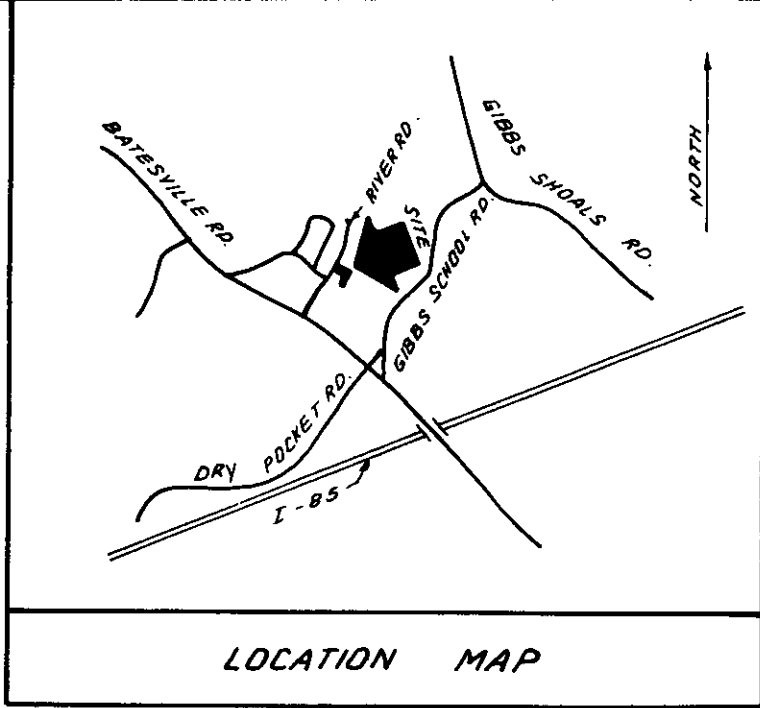 BATESVILLE RD.
RIVER RD.
GIBBS SHOALS RD.
NORTH
SITE
GIBBS SCHOOL RD.
DRY POCKET RD.
I-85
LOCATION MAP